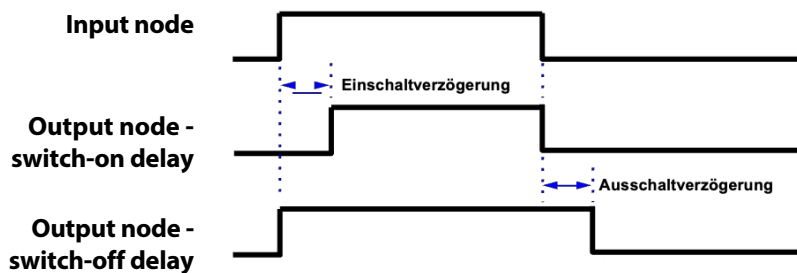 Input node
Einschaltverzögerung
Output node -
switch-on delay
Ausschaltverzögerung
Output node -
switch-off delay